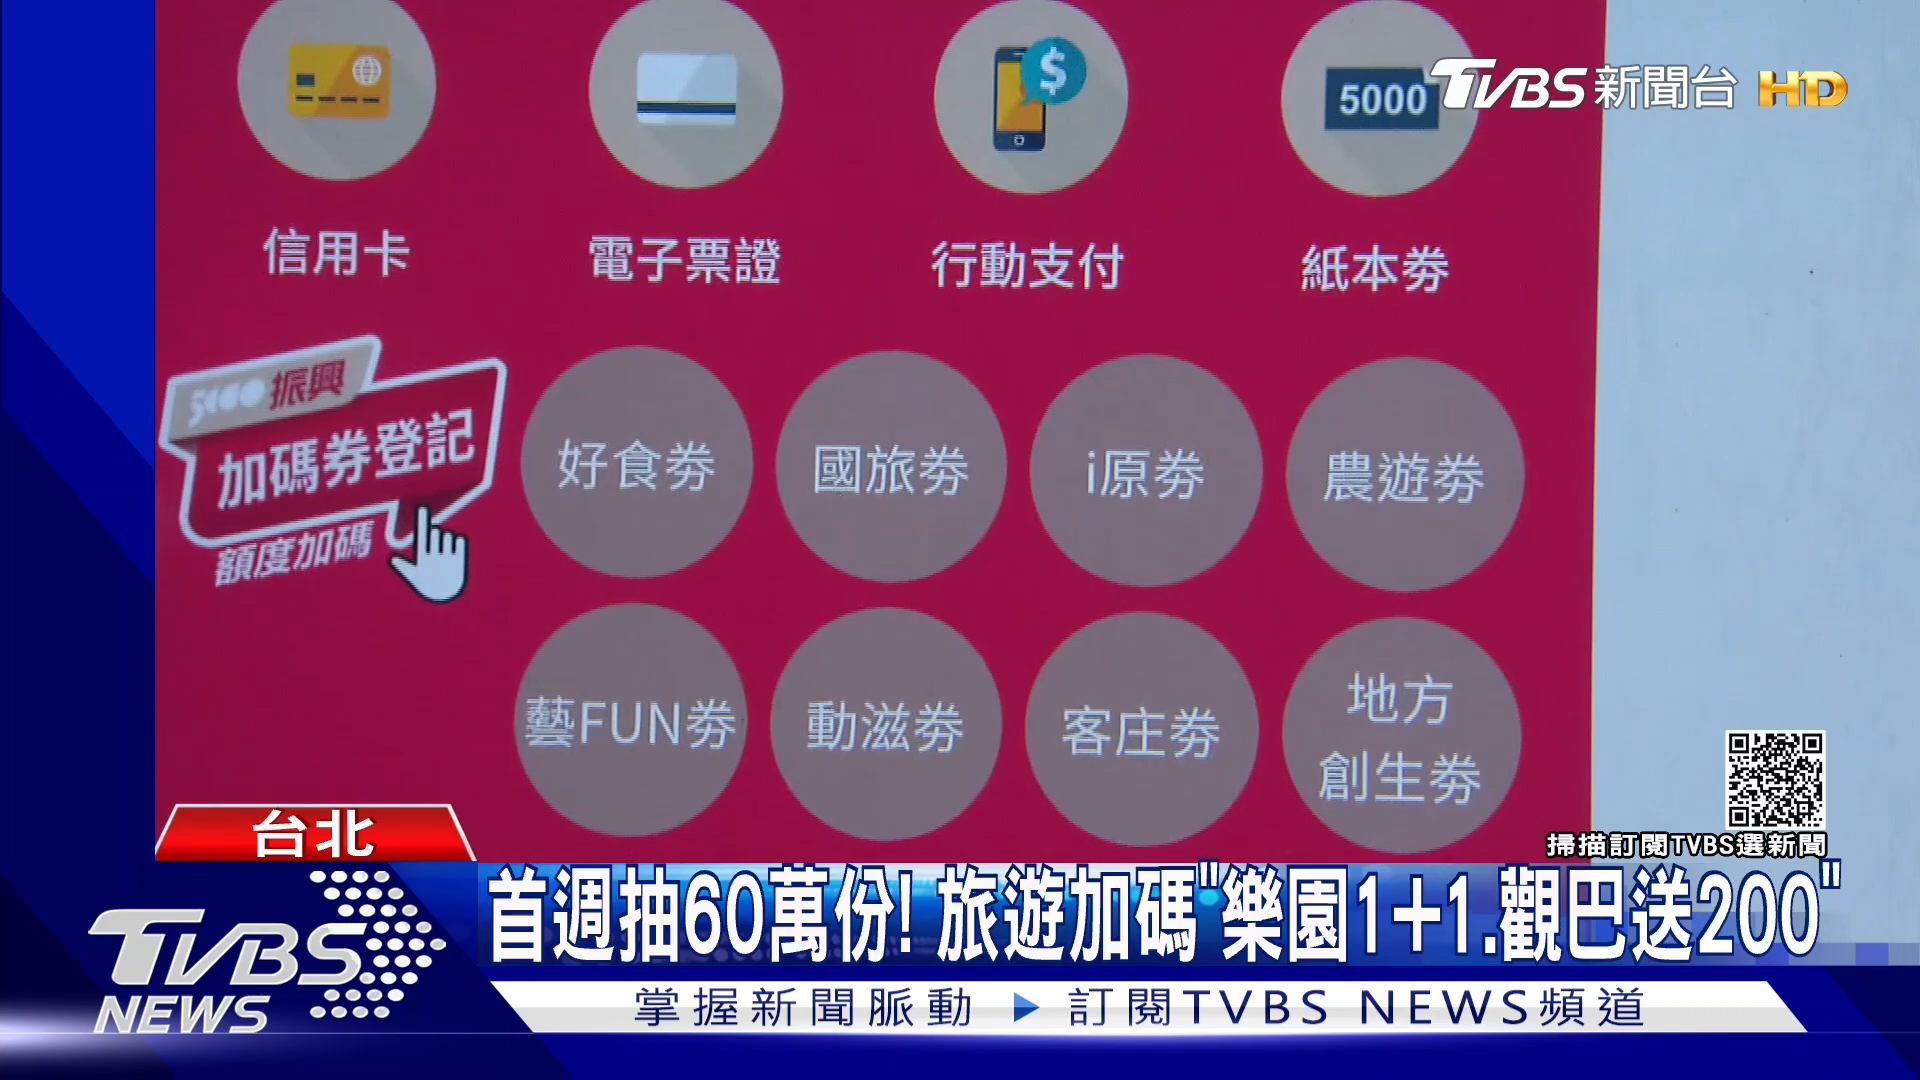 TVBS新聞台 HD
5000
信用卡
電子票證
行動支付
紙本券
5000振興
加碼券登記
額度加碼
好食券
國旅券
i原券
農遊券
藝FUN券
動滋券
客庄券
地方
創生券
掃描訂閱TVBS選新聞
台北
首週抽60萬份! 旅遊加碼"樂園1+1.觀巴送200"
TVBS
NEWS
掌握新聞脈動 ▶ 訂閱TVBS NEWS頻道